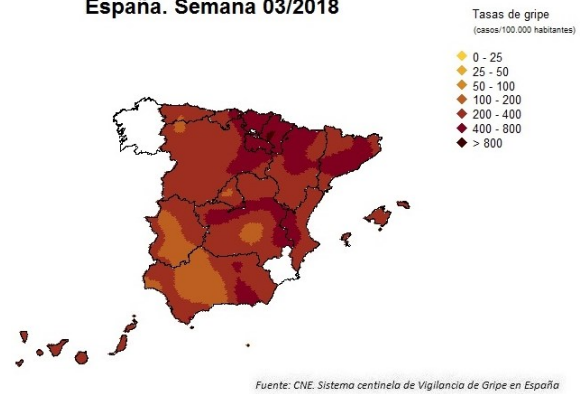 España. Semana 03/2018
Tasas de gripe
(casos/100.000 habitantes)
0 - 25
25 - 50
50 - 100
100 - 200
200 - 400
400 - 800
> 800
Fuente: CNE. Sistema centinela de Vigilancia de Gripe en España